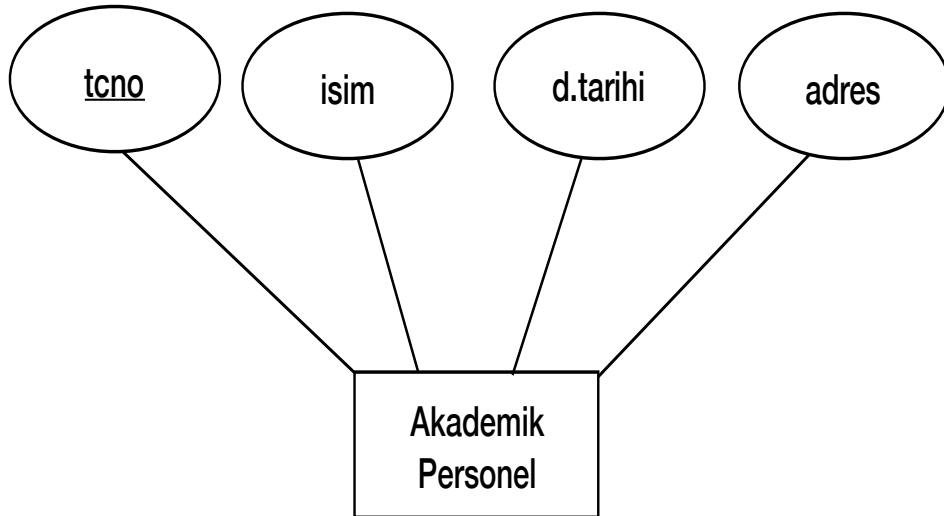 tcno
isim
d.tarihi
adres
Akademik
Personel